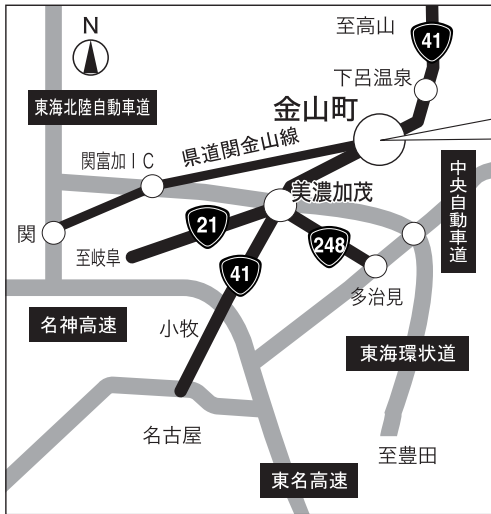 N
至高山
41
下呂温泉
東海北陸自動車道
金山町
県道関金山線
関富加IC
中央自動車道
美濃加茂
21
関
248
至岐阜
41
多治見
名神高速
小牧
東海環状道
名古屋
至豊田
東名高速